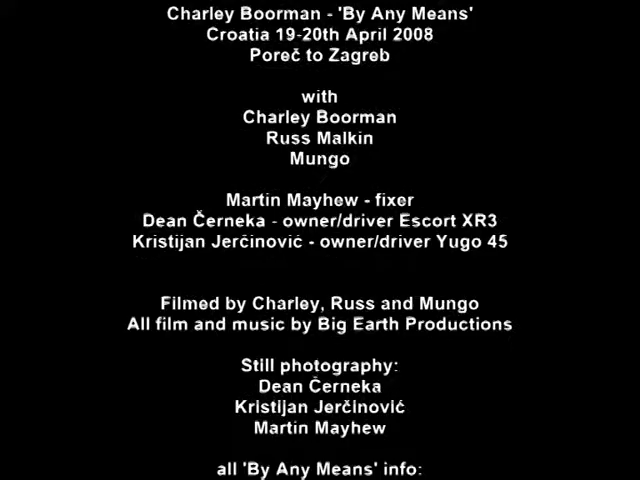 Charley Boorman - 'By Any Means'
Croatia 19-20th April 2008
Poreč to Zagreb
with
Charley Boorman
Russ Malkin
Mungo
Martin Mayhew - fixer
Dean Černeka - owner/driver Escort XR3
Kristijan Jerčinović - owner/driver Yugo 45
Filmed by Charley, Russ and Mungo
All film and music by Big Earth Productions
Still photography:
Dean Černeka
Kristijan Jerčinović
Martin Mayhew
all 'By Any Means' info: